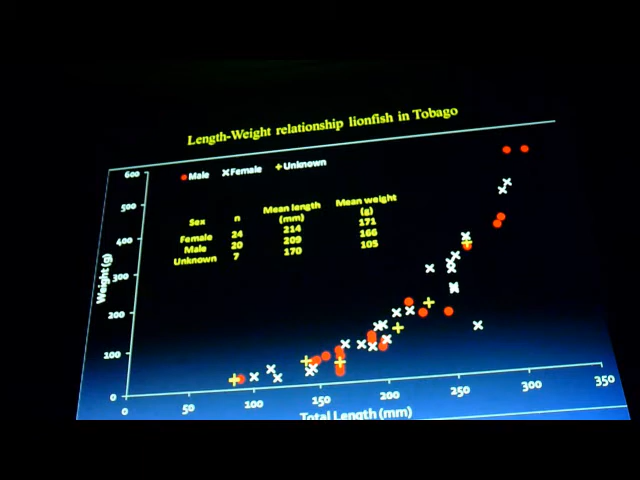 Length-Weight relationship lionfish in Tobago
Male Female Unknown
Sex n Mean length (mm) Mean weight (g)
Female 24 214 171
Male 20 209 166
Unknown 7 170 105
Weight (g)
600
500
400
300
200
100
0
0 50 100 150 200 250 300 350
Total Length (mm)